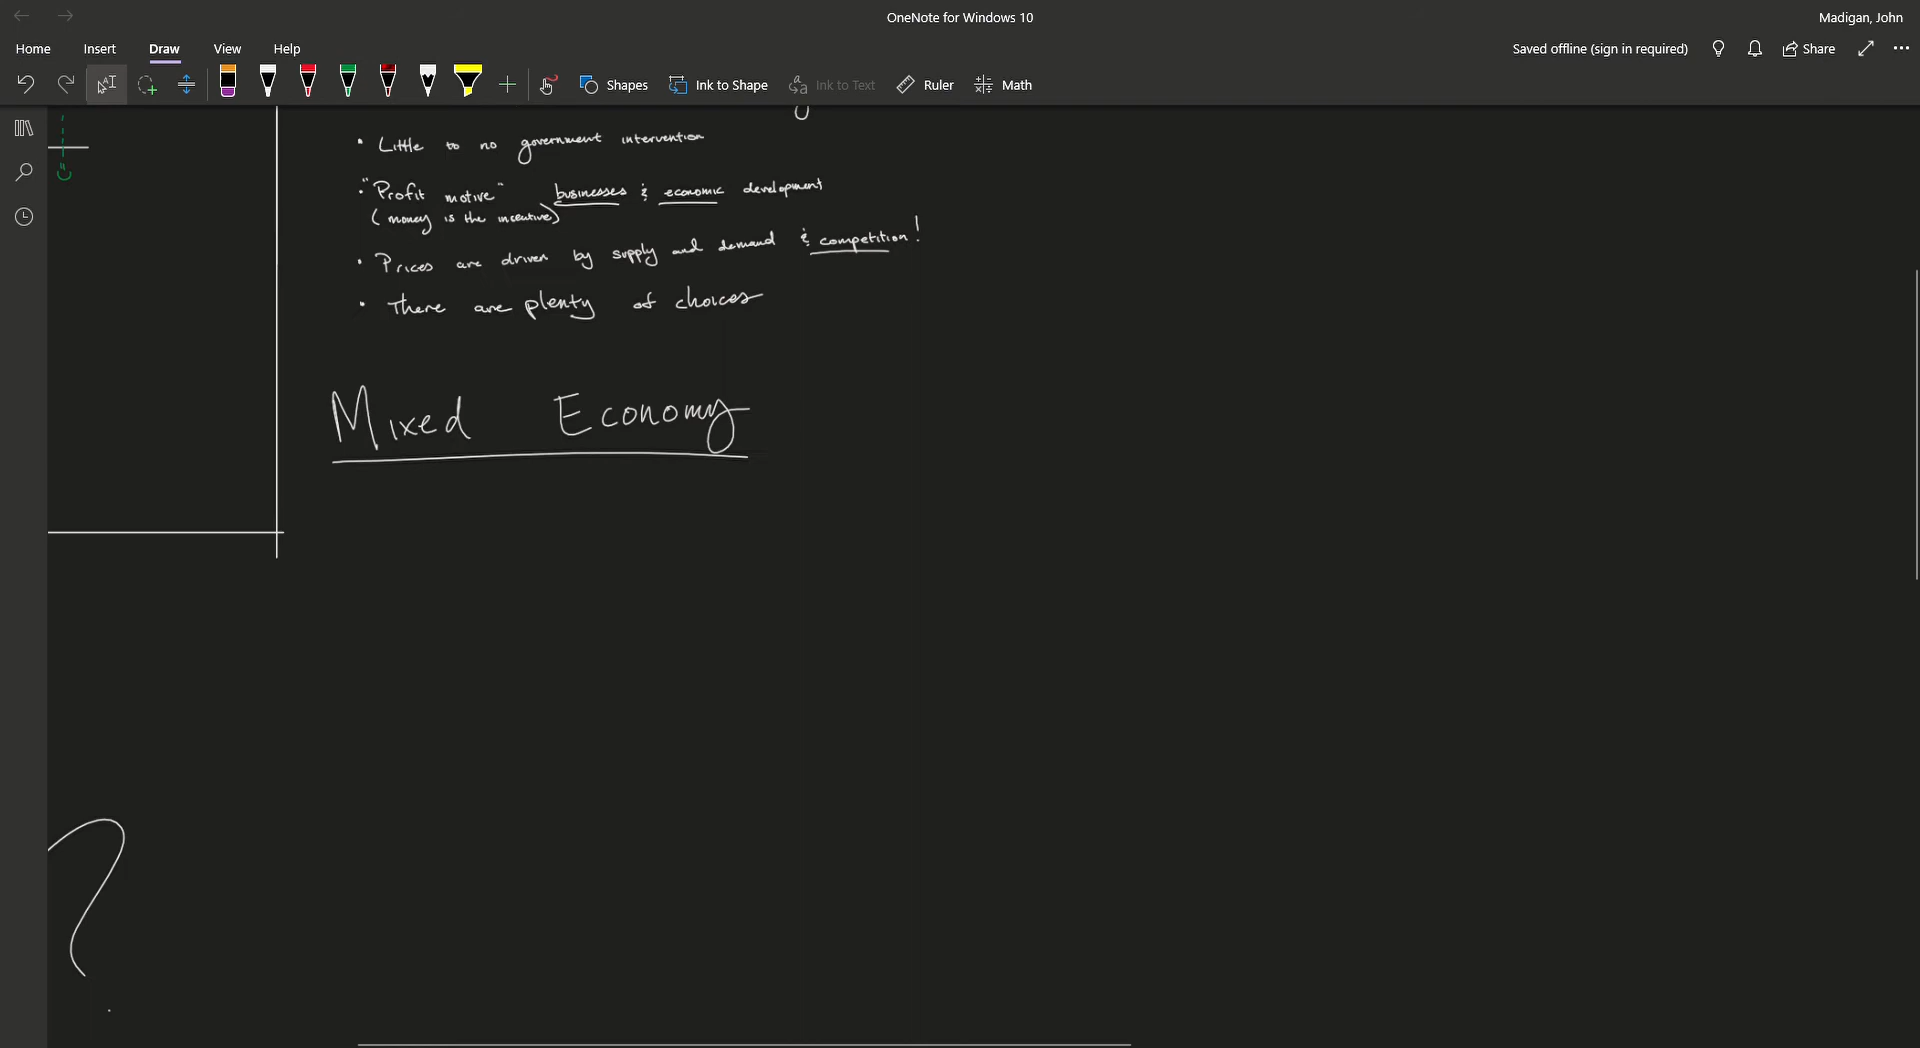 OneNote for Windows 10
Madigan, John
Home Insert Draw View Help
Saved offline (sign in required) Share
Shapes Ink to Shape Ink to Text Ruler Math
• Little to no government intervention
• "Profit motive" businesses & economic development
(money is the incentive)
• Prices are driven by supply and demand & competition!
• There are plenty of choices
Mixed Economy